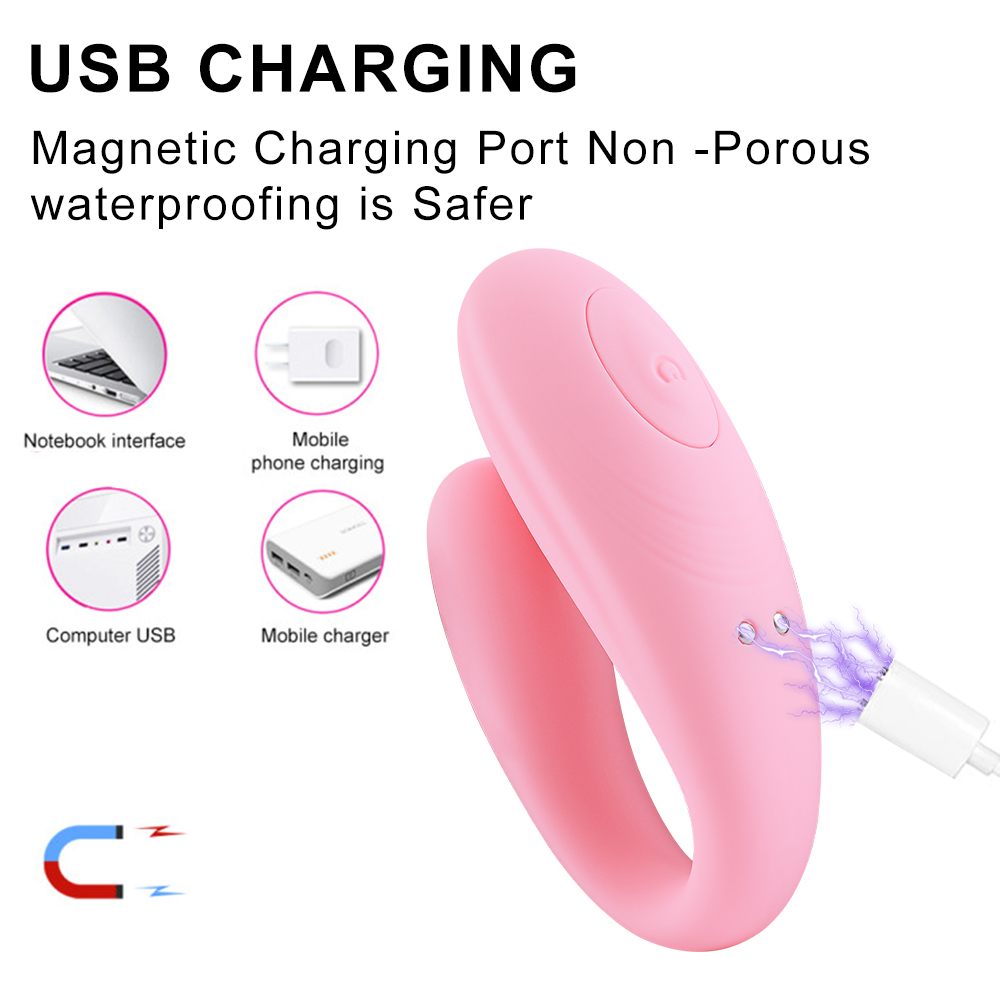 USB CHARGING
Magnetic Charging Port Non -Porous
waterproofing is Safer
Notebook interface
Mobile
phone charging
Computer USB
Mobile charger